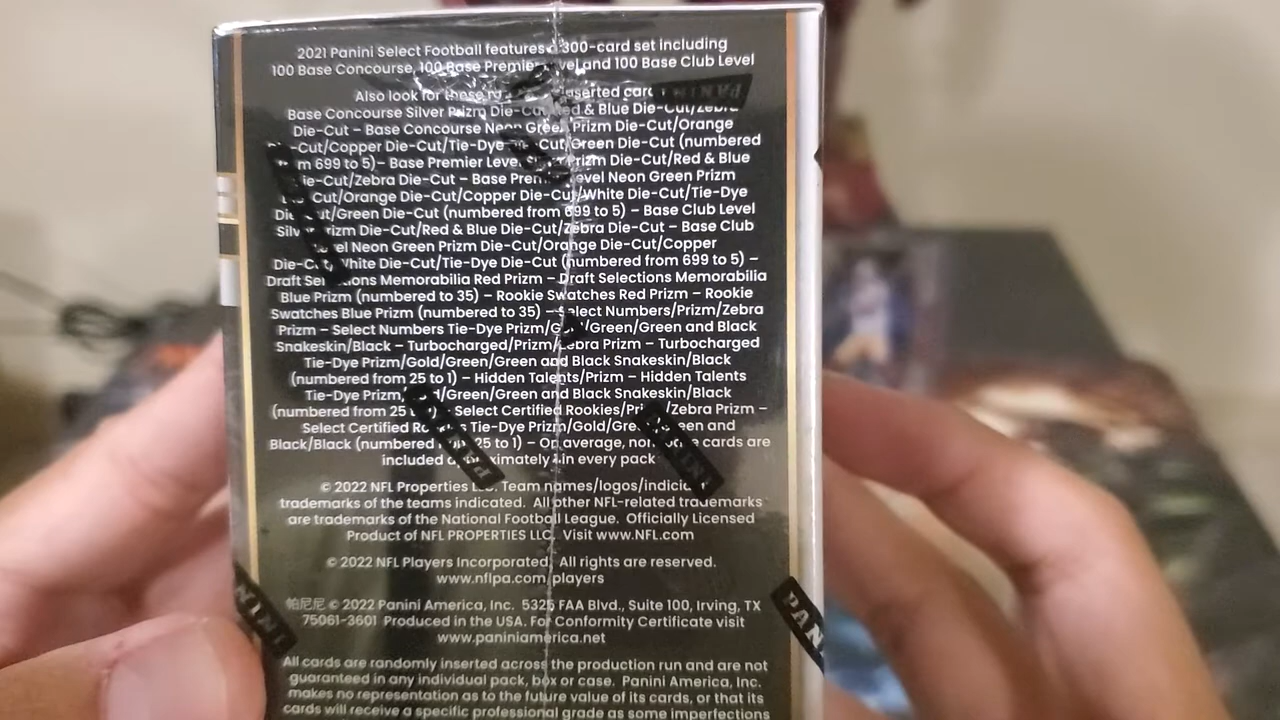 2021 Panini Select Football features 300-card set including
100 Base Concourse, 100 Base Premier Level and 100 Base Club Level
Also look for these inserted card
Base Concourse Silver Prizm Die-Cut/Red & Blue Die-Cut/Zebra
Die-Cut – Base Concourse Neon Green Prizm Die-Cut/Orange
-Cut/Copper Die-Cut/Tie-Dye Cut/Green Die-Cut (numbered
from 699 to 5)– Base Premier Level Prizm Die-Cut/Red & Blue
Die-Cut/Zebra Die-Cut – Base Premier Level Neon Green Prizm
Cut/Orange Die-Cut/Copper Die-Cut/White Die-Cut/Tie-Dye
Die-Cut/Green Die-Cut (numbered from 699 to 5) – Base Club Level
Silver Prizm Die-Cut/Red & Blue Die-Cut/Zebra Die-Cut – Base Club
Level Neon Green Prizm Die-Cut/Orange Die-Cut/Copper
Die-Cut/White Die-Cut/Tie-Dye Die-Cut (numbered from 699 to 5) –
Draft Selections Memorabilia Red Prizm – Draft Selections Memorabilia
Blue Prizm (numbered to 35) – Rookie Swatches Red Prizm – Rookie
Swatches Blue Prizm (numbered to 35) – Select Numbers/Prizm/Zebra
Prizm – Select Numbers Tie-Dye Prizm/Gold/Green/Green and Black
Snakeskin/Black – Turbocharged/Prizm/Zebra Prizm – Turbocharged
Tie-Dye Prizm/Gold/Green/Green and Black Snakeskin/Black
(numbered from 25 to 1) – Hidden Talents/Prizm – Hidden Talents
Tie-Dye Prizm/Gold/Green/Green and Black Snakeskin/Black
(numbered from 25 to 1) – Select Certified Rookies/Prizm/Zebra Prizm –
Select Certified Rookies Tie-Dye Prizm/Gold/Green/Green and
Black/Black (numbered from 25 to 1) – On average, cards are
included approximately in every pack
© 2022 NFL Properties LLC. Team names/logos/indicia
trademarks of the teams indicated. All other NFL-related trademarks
are trademarks of the National Football League. Officially Licensed
Product of NFL PROPERTIES LLC. Visit www.NFL.com
© 2022 NFL Players Incorporated. All rights are reserved.
www.nflpa.com/players
帕尼尼 © 2022 Panini America, Inc. 5325 FAA Blvd., Suite 100, Irving, TX
75061-3601 Produced in the USA. For Conformity Certificate visit
www.paniniamerica.net
All cards are randomly inserted across the production run and are not
guaranteed in any individual pack, box or case. Panini America, Inc.
makes no representation as to the future value of its cards, or that its
cards will receive a specific professional grade as some imperfections